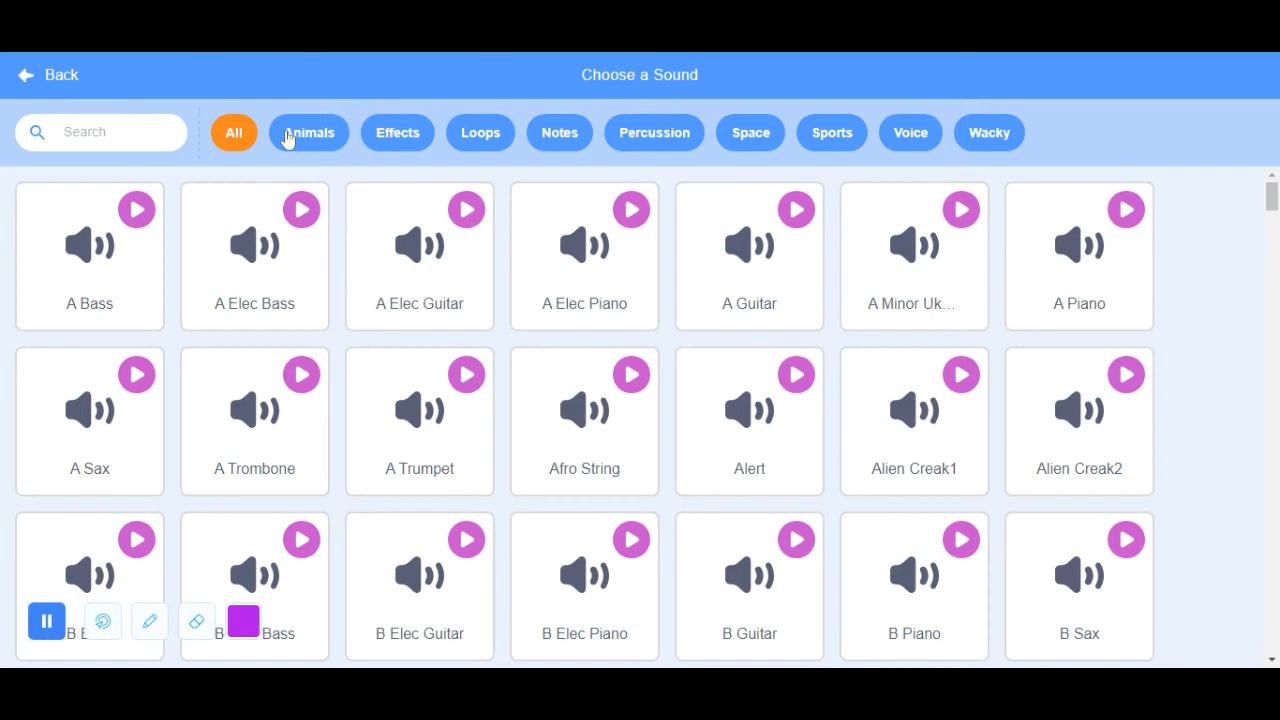 Back
Choose a Sound
Search
All
Animals
Effects
Loops
Notes
Percussion
Space
Sports
Voice
Wacky
A Bass
A Elec Bass
A Elec Guitar
A Elec Piano
A Guitar
A Minor Uk...
A Piano
A Sax
A Trombone
A Trumpet
Afro String
Alert
Alien Creak1
Alien Creak2
B
B Bass
B Elec Guitar
B Elec Piano
B Guitar
B Piano
B Sax